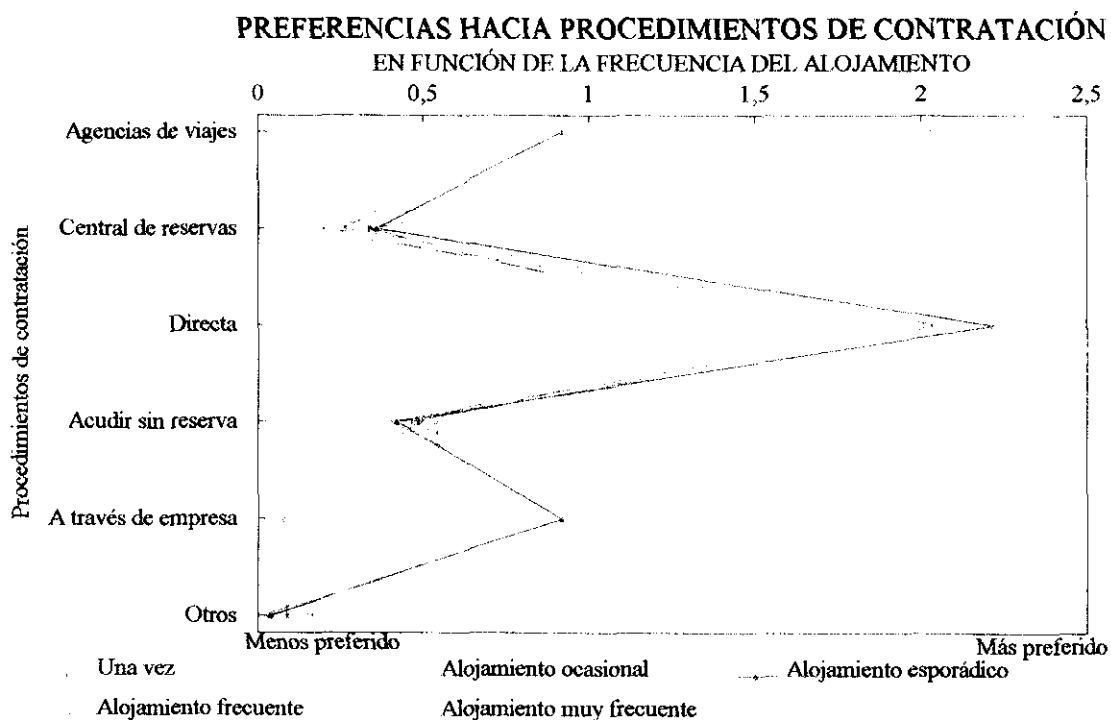 PREFERENCIAS HACIA PROCEDIMIENTOS DE CONTRATACIÓN
EN FUNCIÓN DE LA FRECUENCIA DEL ALOJAMIENTO
0 0,5 1 1,5 2 2,5
Procedimientos de contratación
Agencias de viajes
Central de reservas
Directa
Acudir sin reserva
A través de empresa
Otros
Menos preferido Más preferido
Una vez Alojamiento ocasional Alojamiento esporádico
Alojamiento frecuente Alojamiento muy frecuente